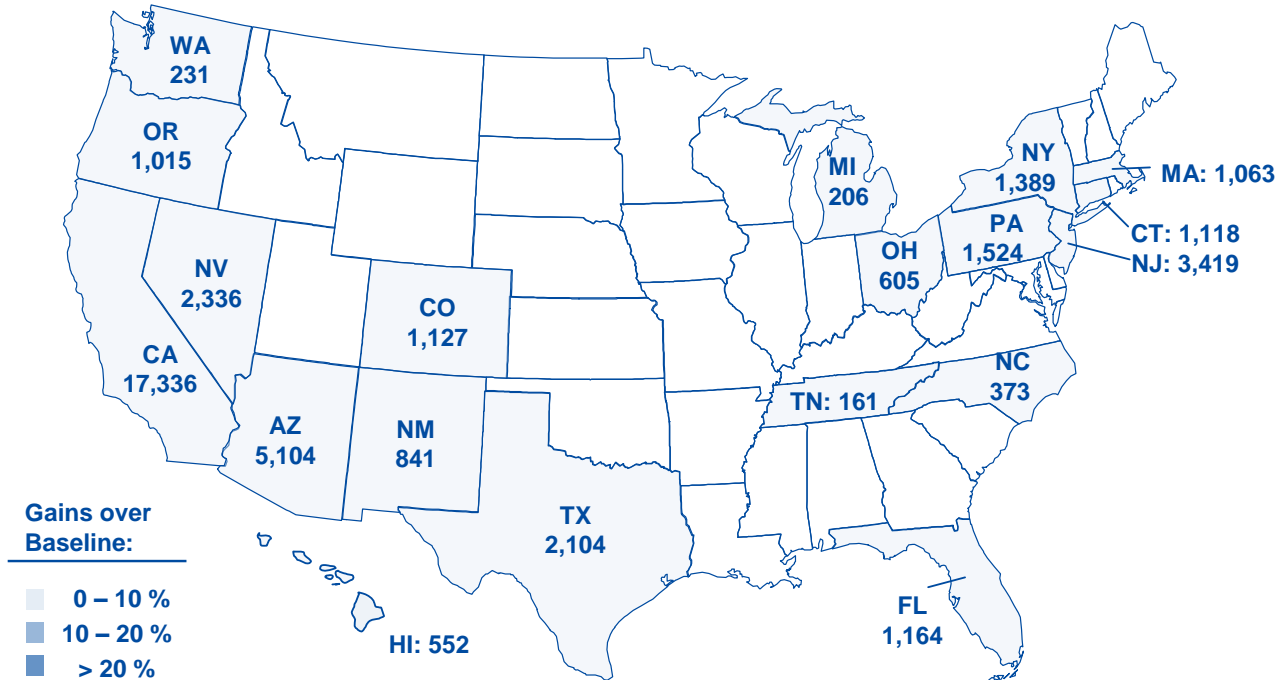 WA
231
OR
1,015
NV
2,336
CA
17,336
CO
1,127
AZ
5,104
NM
841
TX
2,104
MI
206
OH
605
NY
1,389
PA
1,524
MA: 1,063
CT: 1,118
NJ: 3,419
NC
373
TN: 161
FL
1,164
HI: 552
Gains over
Baseline:
0 – 10 %
10 – 20 %
> 20 %